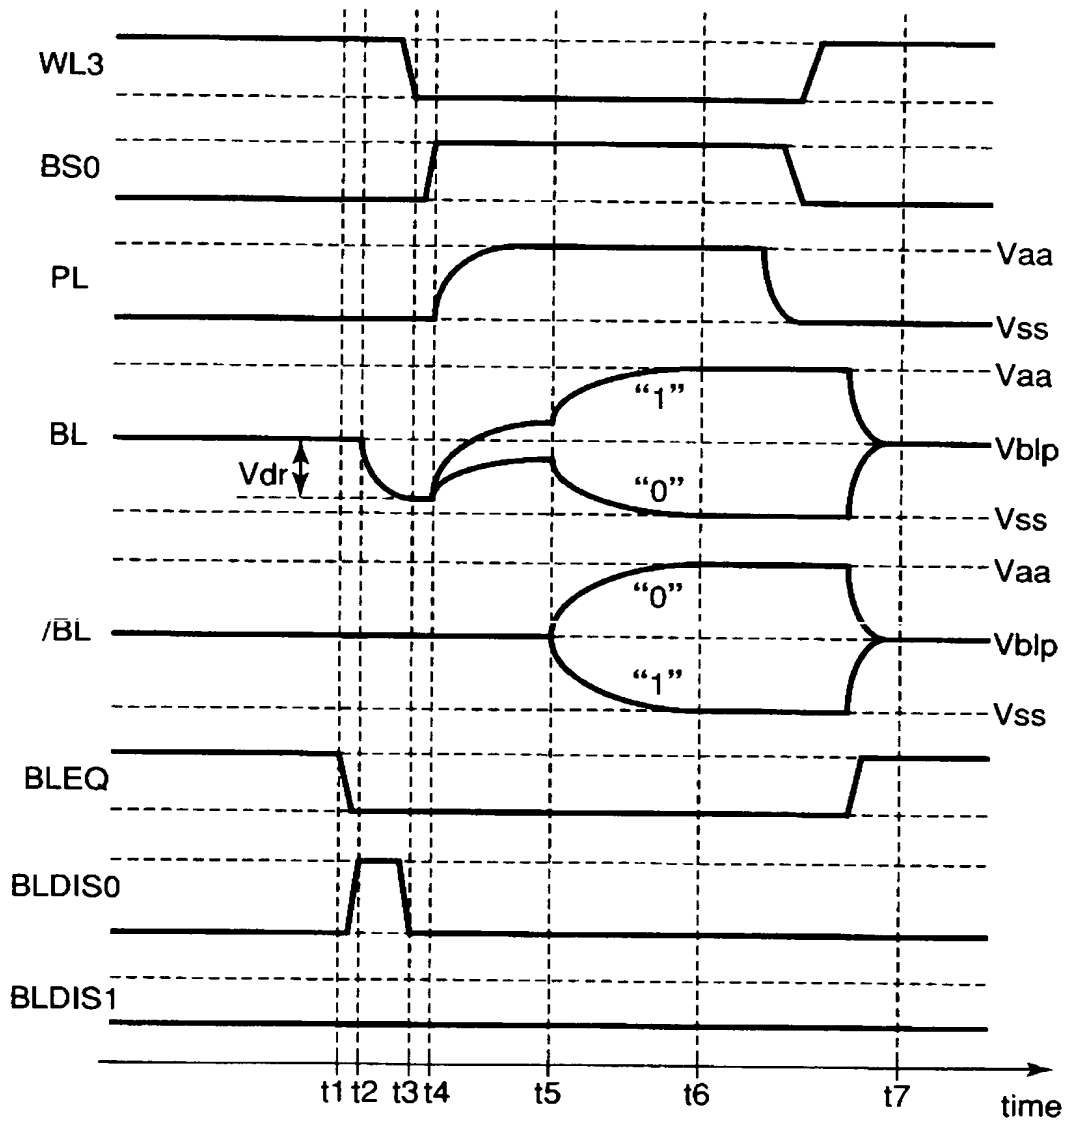 WL3
BS0
PL
Vaa
Vss
BL
Vdr
"1"
"0"
Vaa
Vblp
Vss
/BL
"0"
"1"
Vaa
Vblp
Vss
BLEQ
BLDIS0
BLDIS1
t1 t2 t3 t4 t5 t6 t7
time